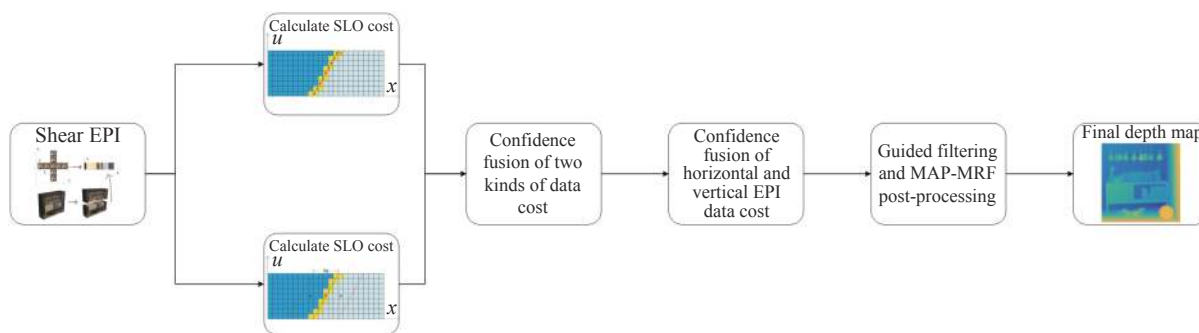 Shear EPI
Calculate SLO cost
u
x
Calculate SLO cost
u
x
Confidence
fusion of two
kinds of data
cost
Confidence
fusion of
horizontal and
vertical EPI
data cost
Guided filtering
and MAP-MRF
post-processing
Final depth map